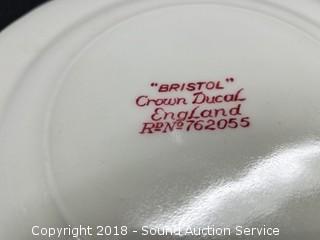 "BRISTOL"
Crown Ducal
England
RD No 762055
Copyright 2018 - Sound Auction Service